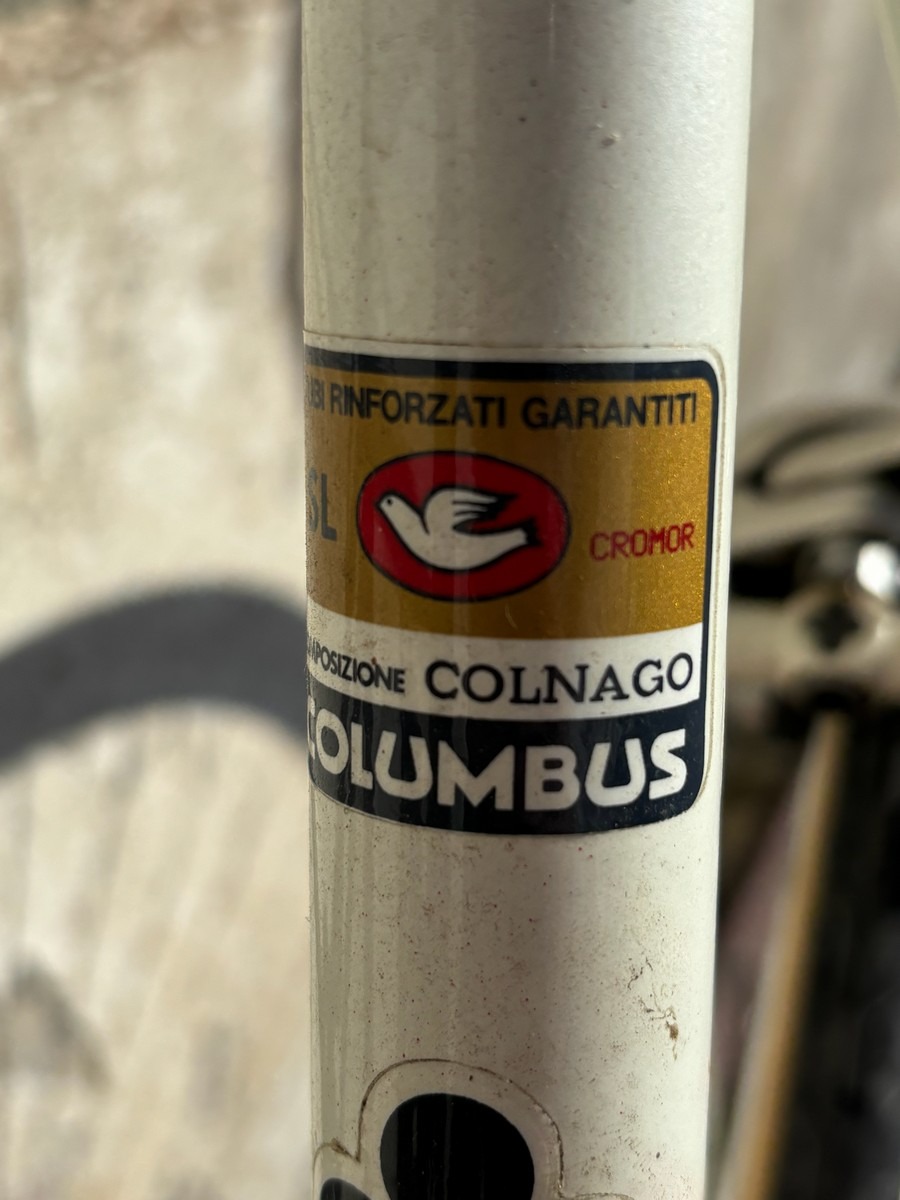 RINFORZATI GARANTITI
SL
CROMOR
COLNAGO
COLUMBUS